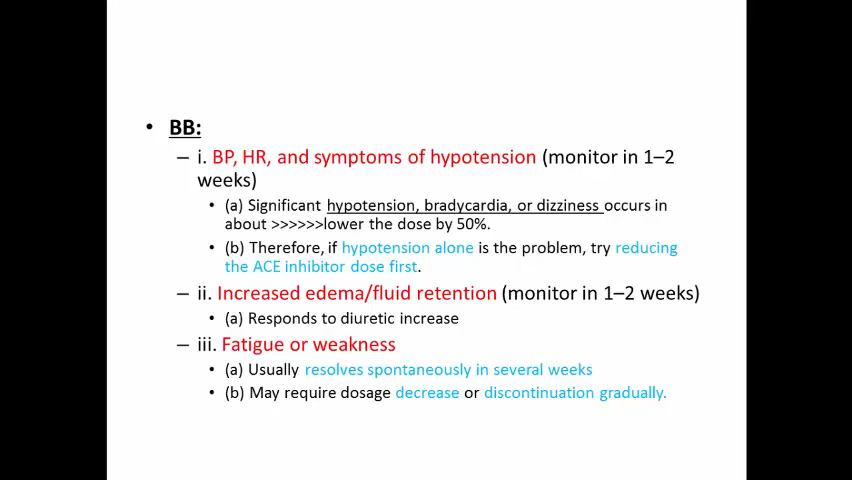 • BB:
– i. BP, HR, and symptoms of hypotension (monitor in 1–2
weeks)
• (a) Significant hypotension, bradycardia, or dizziness occurs in
about >>>>>>lower the dose by 50%.
• (b) Therefore, if hypotension alone is the problem, try reducing
the ACE inhibitor dose first.
– ii. Increased edema/fluid retention (monitor in 1–2 weeks)
• (a) Responds to diuretic increase
– iii. Fatigue or weakness
• (a) Usually resolves spontaneously in several weeks
• (b) May require dosage decrease or discontinuation gradually.